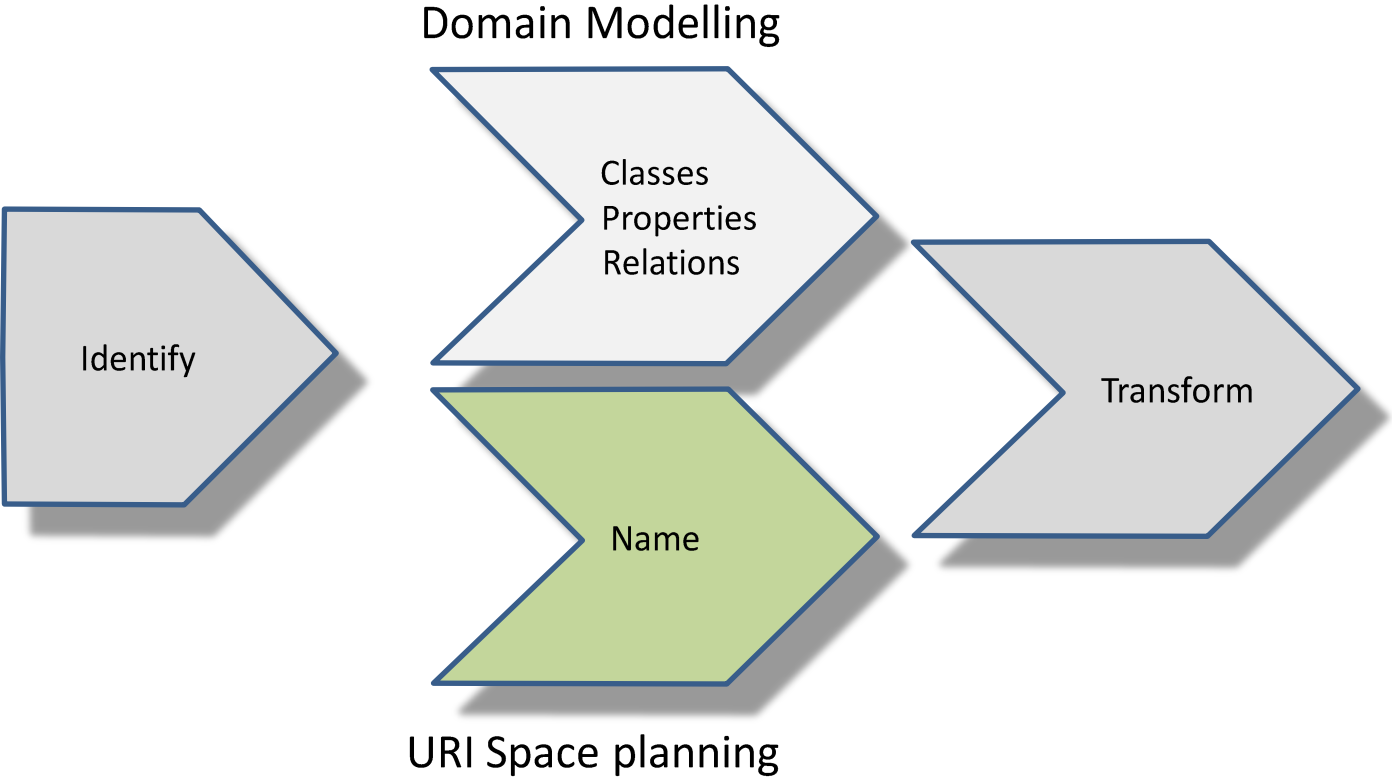 Domain Modelling
Classes
Properties
Relations
Identify
Transform
Name
URI Space planning